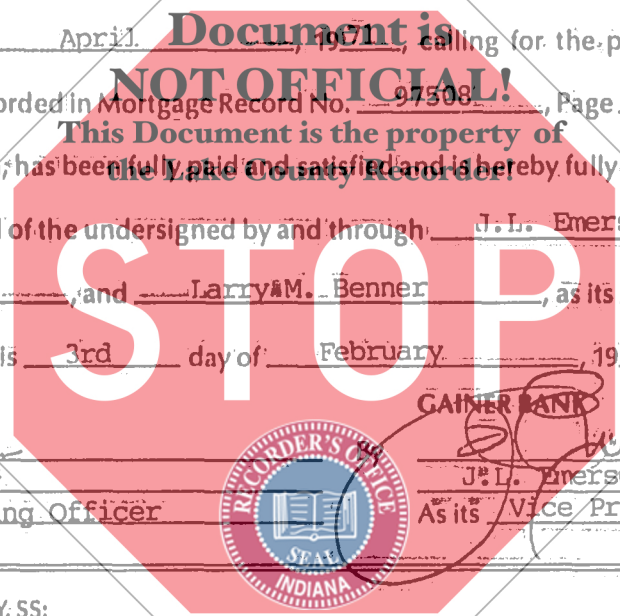 April Document is, 1971, calling for the p
NOT OFFICIAL!
orded in Mortgage Record No. 97508, Page
This Document is the property of
the Lake County Recorder!
, has been fully paid and satisfied and is hereby fully
of the undersigned by and through J.L. Emers
STOP
, and Larry M. Benner, as its
is 3rd day of February, 19
GAINER BANK
RECORDER'S OFFICE
J.L. Emers
ng Officer As its Vice Pr
SEAL
INDIANA
Y, SS: